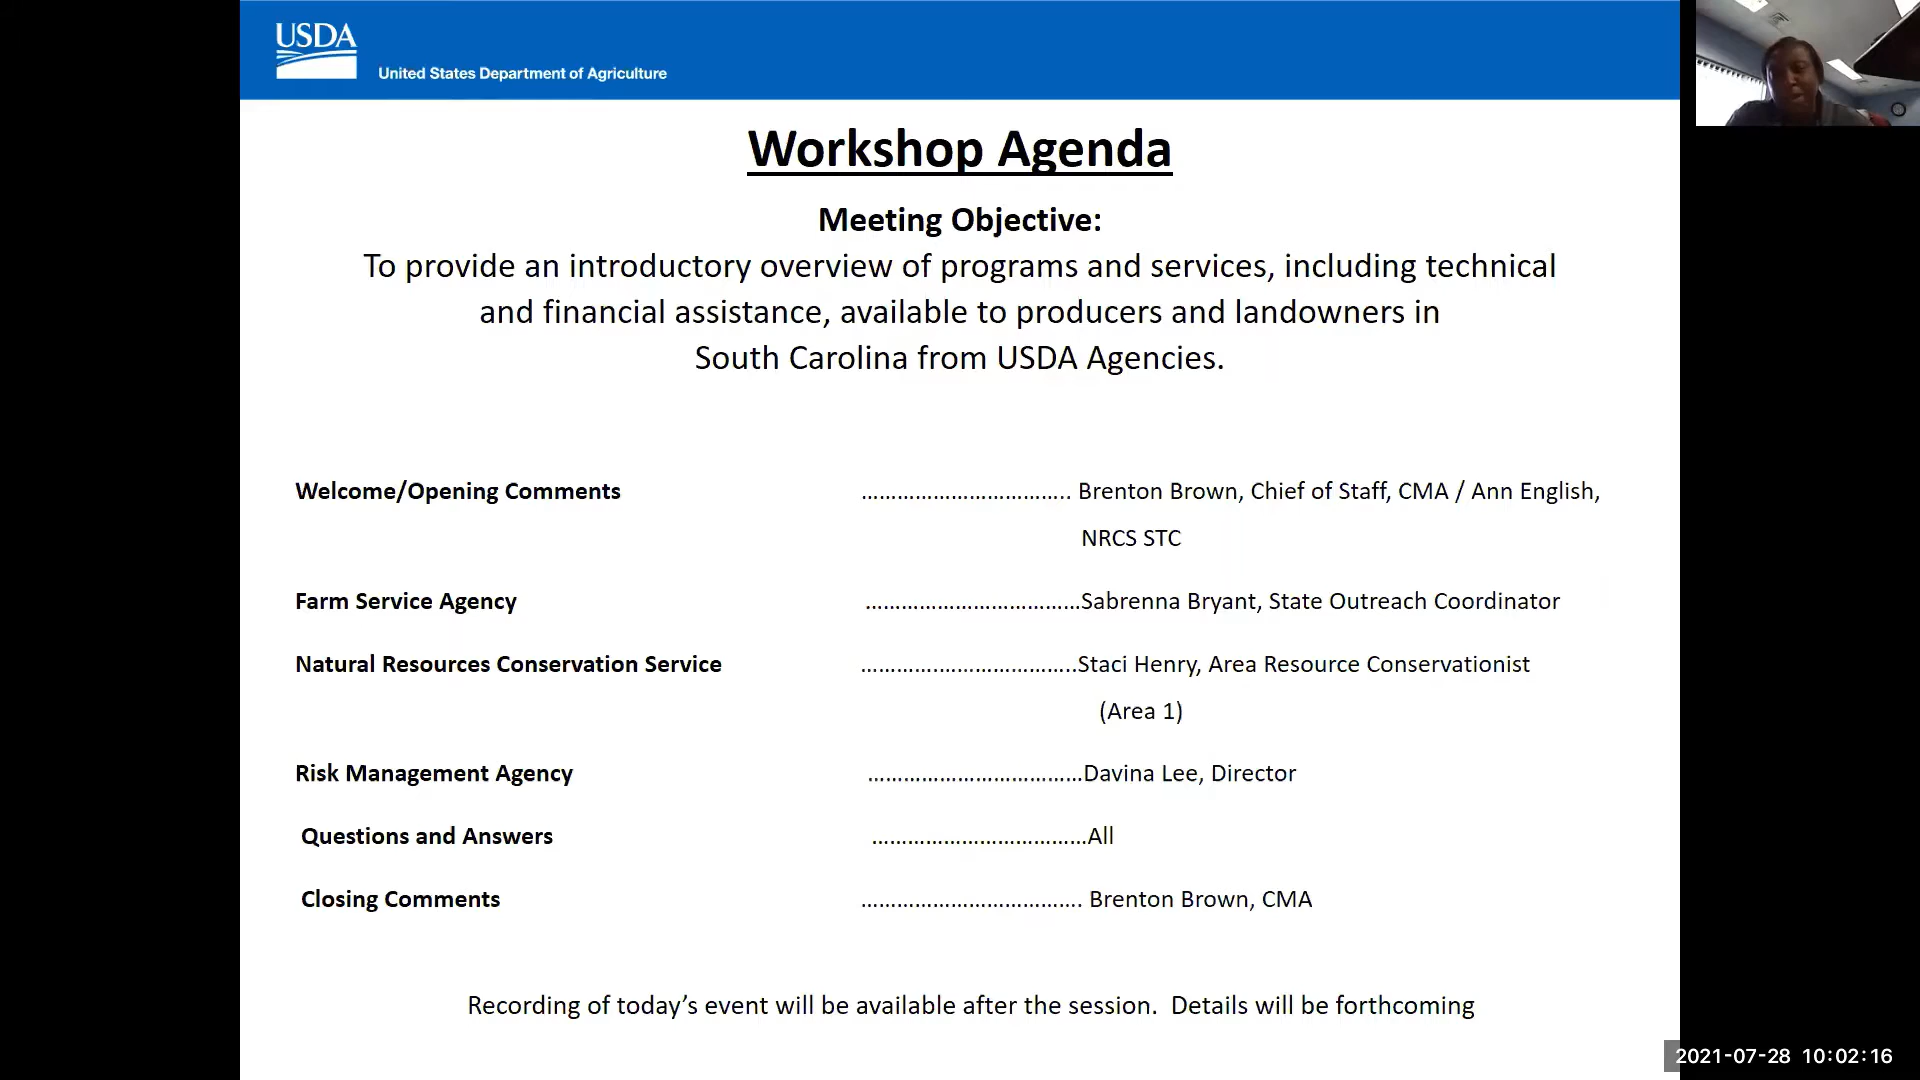 USDA
United States Department of Agriculture
Workshop Agenda
Meeting Objective:
To provide an introductory overview of programs and services, including technical
and financial assistance, available to producers and landowners in
South Carolina from USDA Agencies.
Welcome/Opening Comments …………………………….. Brenton Brown, Chief of Staff, CMA / Ann English,
NRCS STC
Farm Service Agency ………………………………Sabrenna Bryant, State Outreach Coordinator
Natural Resources Conservation Service ……………………………..Staci Henry, Area Resource Conservationist
(Area 1)
Risk Management Agency ………………………………Davina Lee, Director
Questions and Answers ………………………………All
Closing Comments ………………………………. Brenton Brown, CMA
Recording of today’s event will be available after the session.  Details will be forthcoming
2021-07-28 10:02:16